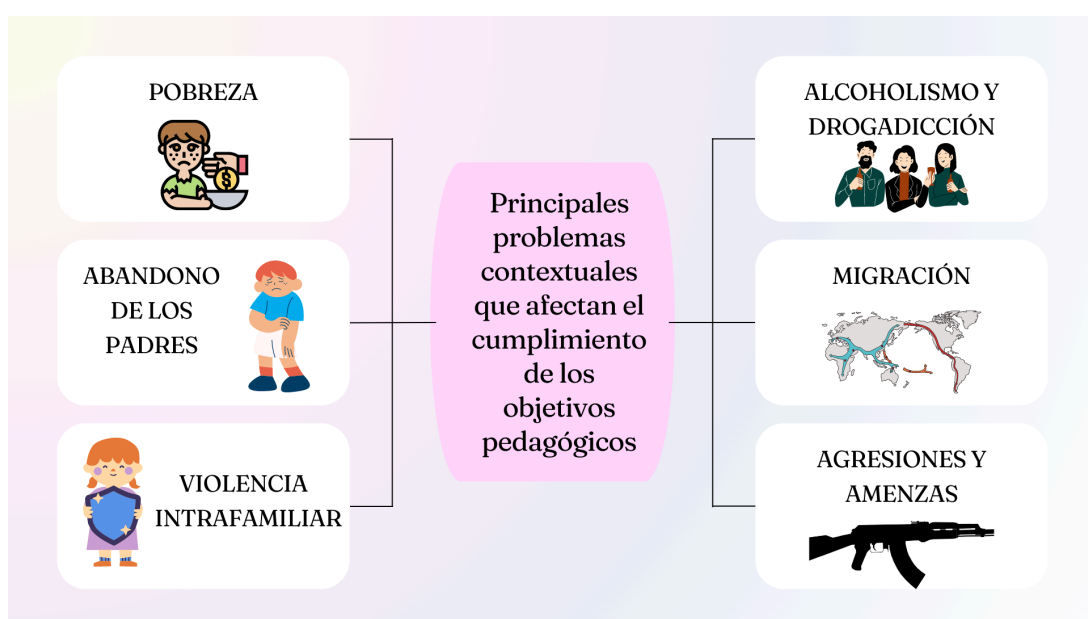 POBREZA
ABANDONO
DE LOS
PADRES
VIOLENCIA
INTRAFAMILIAR
Principales
problemas
contextuales
que afectan el
cumplimiento
de los
objetivos
pedagógicos
ALCOHOLISMO Y
DROGADICCIÓN
MIGRACIÓN
AGRESIONES Y
AMENZAS